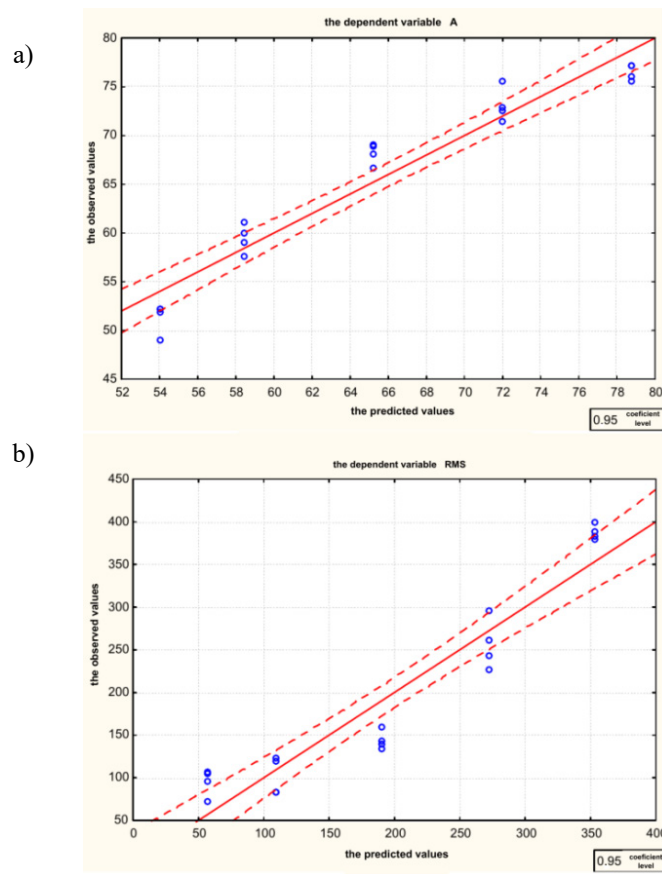 a)
the dependent variable A
80
75
70
65
60
55
50
45
the observed values
52 54 56 58 60 62 64 66 68 70 72 74 76 78 80
the predicted values
0.95 coeficient level
b)
the dependent variable RMS
450
400
350
300
250
200
150
100
50
the observed values
0 50 100 150 200 250 300 350 400
the predicted values
0.95 coeficient level